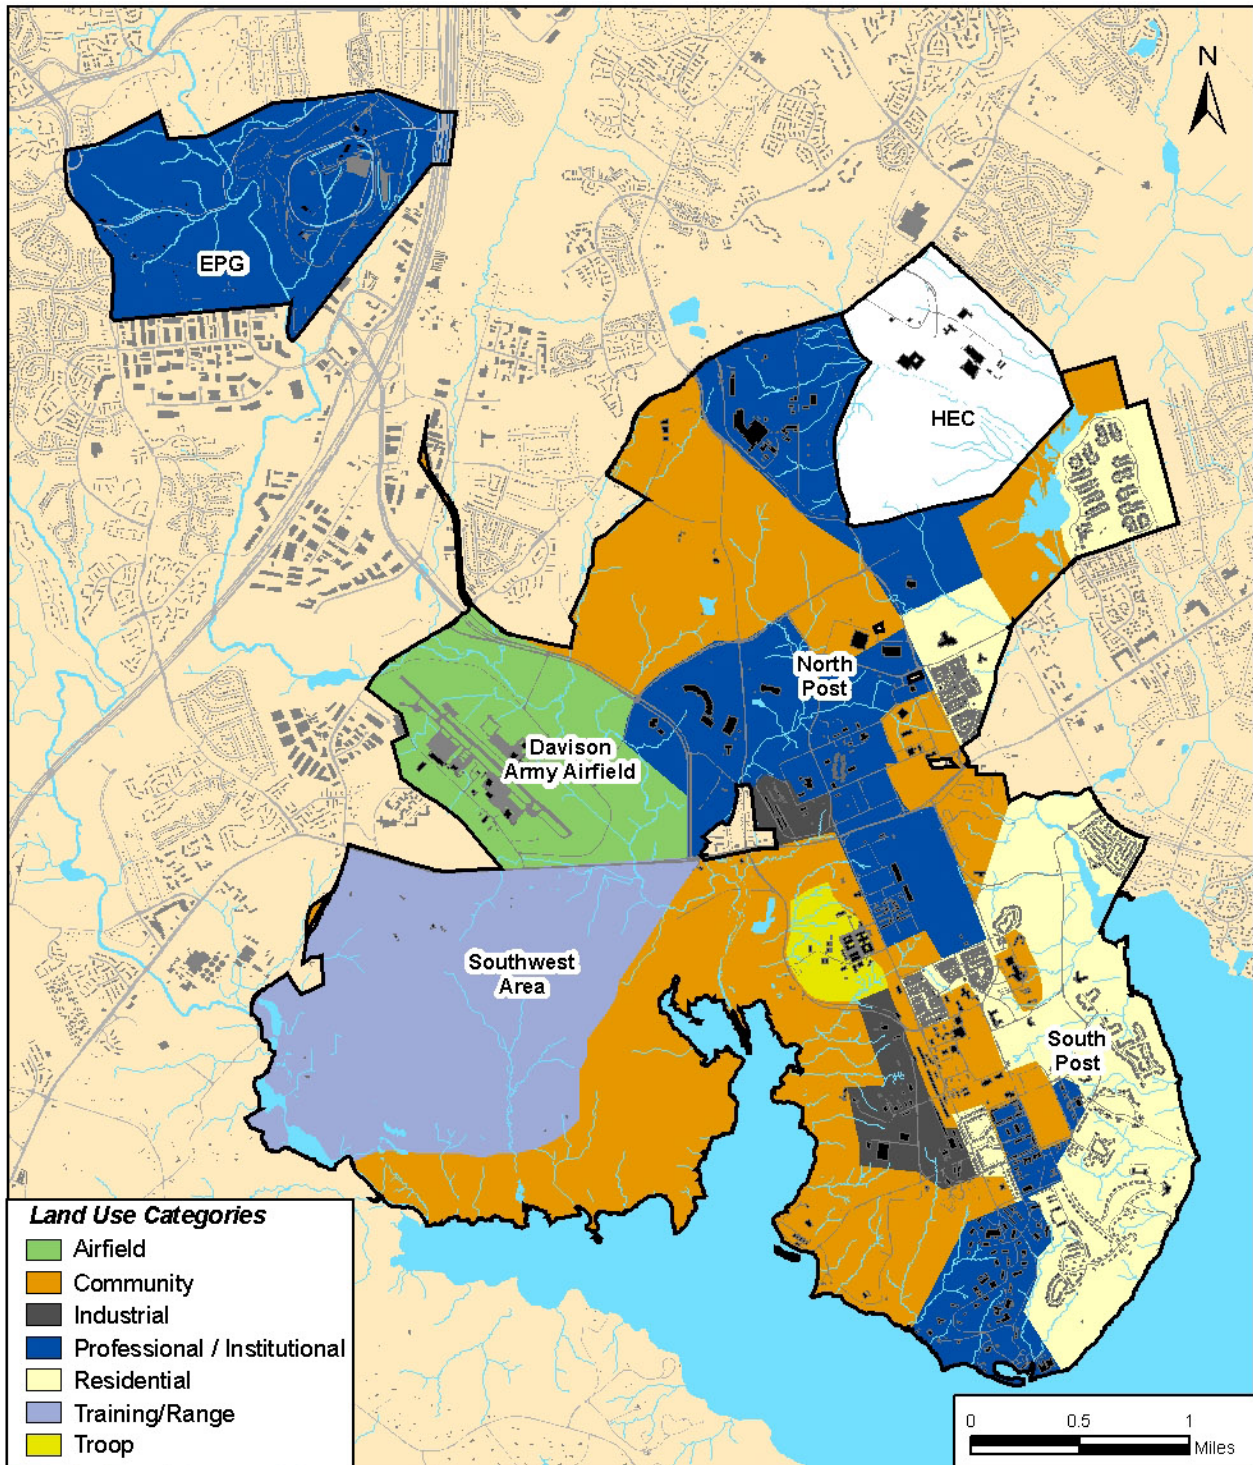 N
EPG
HEC
North
Post
Davison
Army Airfield
Southwest
Area
South
Post
Land Use Categories
Airfield
Community
Industrial
Professional / Institutional
Residential
Training/Range
Troop
0 0.5 1
Miles